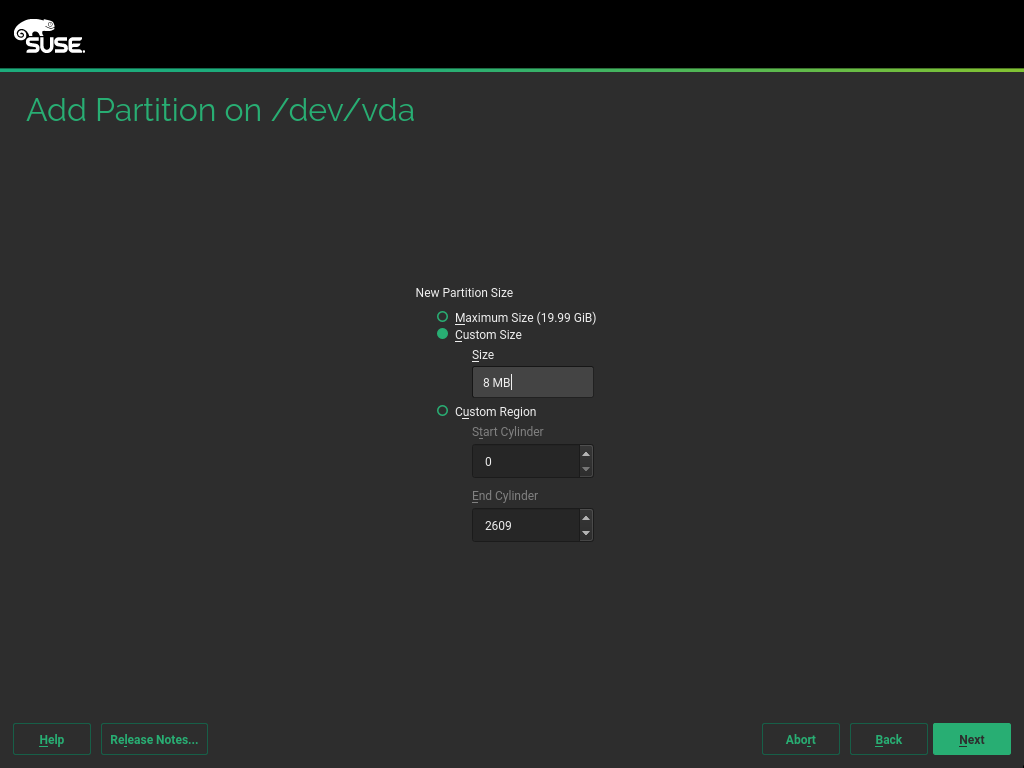 SUSE.
Add Partition on /dev/vda
New Partition Size
Maximum Size (19.99 GiB)
Custom Size
Size
8 MB
Custom Region
Start Cylinder
0
End Cylinder
2609
Help
Release Notes...
Abort
Back
Next